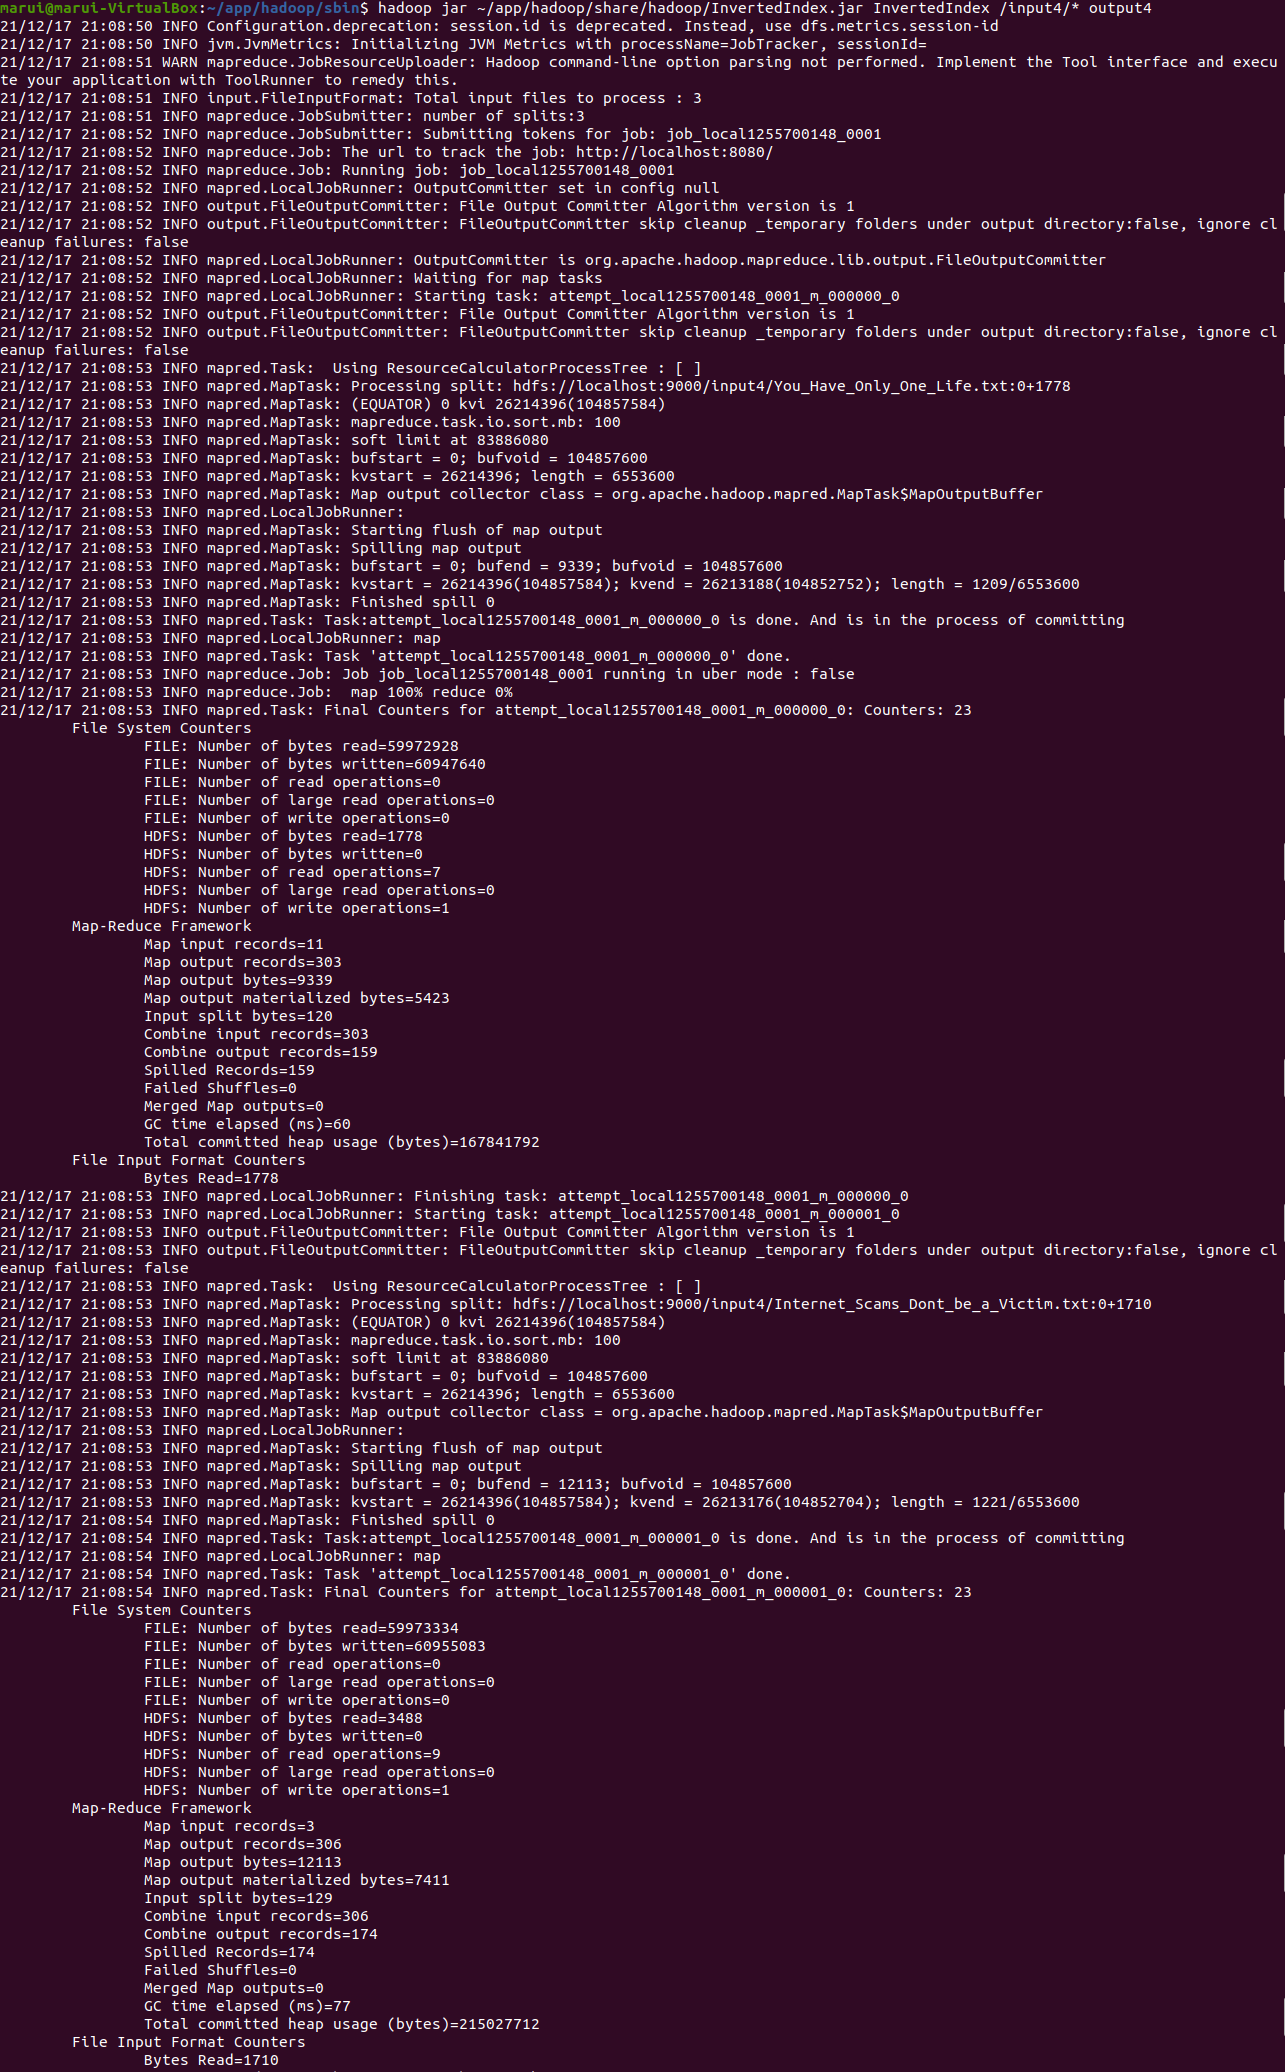 marui@marui-VirtualBox:~/app/hadoop/sbin$ hadoop jar ~/app/hadoop/share/hadoop/InvertedIndex.jar InvertedIndex /input4/* output4
21/12/17 21:08:50 INFO Configuration.deprecation: session.id is deprecated. Instead, use dfs.metrics.session-id
21/12/17 21:08:50 INFO jvm.JvmMetrics: Initializing JVM Metrics with processName=JobTracker, sessionId=
21/12/17 21:08:51 WARN mapreduce.JobResourceUploader: Hadoop command-line option parsing not performed. Implement the Tool interface and execu
te your application with ToolRunner to remedy this.
21/12/17 21:08:51 INFO input.FileInputFormat: Total input files to process : 3
21/12/17 21:08:51 INFO mapreduce.JobSubmitter: number of splits:3
21/12/17 21:08:52 INFO mapreduce.JobSubmitter: Submitting tokens for job: job_local1255700148_0001
21/12/17 21:08:52 INFO mapreduce.Job: The url to track the job: http://localhost:8080/
21/12/17 21:08:52 INFO mapreduce.Job: Running job: job_local1255700148_0001
21/12/17 21:08:52 INFO mapred.LocalJobRunner: OutputCommitter set in config null
21/12/17 21:08:52 INFO output.FileOutputCommitter: File Output Committer Algorithm version is 1
21/12/17 21:08:52 INFO output.FileOutputCommitter: FileOutputCommitter skip cleanup _temporary folders under output directory:false, ignore cl
eanup failures: false
21/12/17 21:08:52 INFO mapred.LocalJobRunner: OutputCommitter is org.apache.hadoop.mapreduce.lib.output.FileOutputCommitter
21/12/17 21:08:52 INFO mapred.LocalJobRunner: Waiting for map tasks
21/12/17 21:08:52 INFO mapred.LocalJobRunner: Starting task: attempt_local1255700148_0001_m_000000_0
21/12/17 21:08:52 INFO output.FileOutputCommitter: File Output Committer Algorithm version is 1
21/12/17 21:08:52 INFO output.FileOutputCommitter: FileOutputCommitter skip cleanup _temporary folders under output directory:false, ignore cl
eanup failures: false
21/12/17 21:08:53 INFO mapred.Task:  Using ResourceCalculatorProcessTree : [ ]
21/12/17 21:08:53 INFO mapred.MapTask: Processing split: hdfs://localhost:9000/input4/You_Have_Only_One_Life.txt:0+1778
21/12/17 21:08:53 INFO mapred.MapTask: (EQUATOR) 0 kvi 26214396(104857584)
21/12/17 21:08:53 INFO mapred.MapTask: mapreduce.task.io.sort.mb: 100
21/12/17 21:08:53 INFO mapred.MapTask: soft limit at 83886080
21/12/17 21:08:53 INFO mapred.MapTask: bufstart = 0; bufvoid = 104857600
21/12/17 21:08:53 INFO mapred.MapTask: kvstart = 26214396; length = 6553600
21/12/17 21:08:53 INFO mapred.MapTask: Map output collector class = org.apache.hadoop.mapred.MapTask$MapOutputBuffer
21/12/17 21:08:53 INFO mapred.LocalJobRunner:
21/12/17 21:08:53 INFO mapred.MapTask: Starting flush of map output
21/12/17 21:08:53 INFO mapred.MapTask: Spilling map output
21/12/17 21:08:53 INFO mapred.MapTask: bufstart = 0; bufend = 9339; bufvoid = 104857600
21/12/17 21:08:53 INFO mapred.MapTask: kvstart = 26214396(104857584); kvend = 26213188(104852752); length = 1209/6553600
21/12/17 21:08:53 INFO mapred.MapTask: Finished spill 0
21/12/17 21:08:53 INFO mapred.Task: Task:attempt_local1255700148_0001_m_000000_0 is done. And is in the process of committing
21/12/17 21:08:53 INFO mapred.LocalJobRunner: map
21/12/17 21:08:53 INFO mapred.Task: Task 'attempt_local1255700148_0001_m_000000_0' done.
21/12/17 21:08:53 INFO mapreduce.Job: Job job_local1255700148_0001 running in uber mode : false
21/12/17 21:08:53 INFO mapreduce.Job:  map 100% reduce 0%
21/12/17 21:08:53 INFO mapred.Task: Final Counters for attempt_local1255700148_0001_m_000000_0: Counters: 23
File System Counters
FILE: Number of bytes read=59972928
FILE: Number of bytes written=60947640
FILE: Number of read operations=0
FILE: Number of large read operations=0
FILE: Number of write operations=0
HDFS: Number of bytes read=1778
HDFS: Number of bytes written=0
HDFS: Number of read operations=7
HDFS: Number of large read operations=0
HDFS: Number of write operations=1
Map-Reduce Framework
Map input records=11
Map output records=303
Map output bytes=9339
Map output materialized bytes=5423
Input split bytes=120
Combine input records=303
Combine output records=159
Spilled Records=159
Failed Shuffles=0
Merged Map outputs=0
GC time elapsed (ms)=60
Total committed heap usage (bytes)=167841792
File Input Format Counters
Bytes Read=1778
21/12/17 21:08:53 INFO mapred.LocalJobRunner: Finishing task: attempt_local1255700148_0001_m_000000_0
21/12/17 21:08:53 INFO mapred.LocalJobRunner: Starting task: attempt_local1255700148_0001_m_000001_0
21/12/17 21:08:53 INFO output.FileOutputCommitter: File Output Committer Algorithm version is 1
21/12/17 21:08:53 INFO output.FileOutputCommitter: FileOutputCommitter skip cleanup _temporary folders under output directory:false, ignore cl
eanup failures: false
21/12/17 21:08:53 INFO mapred.Task:  Using ResourceCalculatorProcessTree : [ ]
21/12/17 21:08:53 INFO mapred.MapTask: Processing split: hdfs://localhost:9000/input4/Internet_Scams_Dont_be_a_Victim.txt:0+1710
21/12/17 21:08:53 INFO mapred.MapTask: (EQUATOR) 0 kvi 26214396(104857584)
21/12/17 21:08:53 INFO mapred.MapTask: mapreduce.task.io.sort.mb: 100
21/12/17 21:08:53 INFO mapred.MapTask: soft limit at 83886080
21/12/17 21:08:53 INFO mapred.MapTask: bufstart = 0; bufvoid = 104857600
21/12/17 21:08:53 INFO mapred.MapTask: kvstart = 26214396; length = 6553600
21/12/17 21:08:53 INFO mapred.MapTask: Map output collector class = org.apache.hadoop.mapred.MapTask$MapOutputBuffer
21/12/17 21:08:53 INFO mapred.LocalJobRunner:
21/12/17 21:08:53 INFO mapred.MapTask: Starting flush of map output
21/12/17 21:08:53 INFO mapred.MapTask: Spilling map output
21/12/17 21:08:53 INFO mapred.MapTask: bufstart = 0; bufend = 12113; bufvoid = 104857600
21/12/17 21:08:53 INFO mapred.MapTask: kvstart = 26214396(104857584); kvend = 26213176(104852704); length = 1221/6553600
21/12/17 21:08:54 INFO mapred.MapTask: Finished spill 0
21/12/17 21:08:54 INFO mapred.Task: Task:attempt_local1255700148_0001_m_000001_0 is done. And is in the process of committing
21/12/17 21:08:54 INFO mapred.LocalJobRunner: map
21/12/17 21:08:54 INFO mapred.Task: Task 'attempt_local1255700148_0001_m_000001_0' done.
21/12/17 21:08:54 INFO mapred.Task: Final Counters for attempt_local1255700148_0001_m_000001_0: Counters: 23
File System Counters
FILE: Number of bytes read=59973334
FILE: Number of bytes written=60955083
FILE: Number of read operations=0
FILE: Number of large read operations=0
FILE: Number of write operations=0
HDFS: Number of bytes read=3488
HDFS: Number of bytes written=0
HDFS: Number of read operations=9
HDFS: Number of large read operations=0
HDFS: Number of write operations=1
Map-Reduce Framework
Map input records=3
Map output records=306
Map output bytes=12113
Map output materialized bytes=7411
Input split bytes=129
Combine input records=306
Combine output records=174
Spilled Records=174
Failed Shuffles=0
Merged Map outputs=0
GC time elapsed (ms)=77
Total committed heap usage (bytes)=215027712
File Input Format Counters
Bytes Read=1710